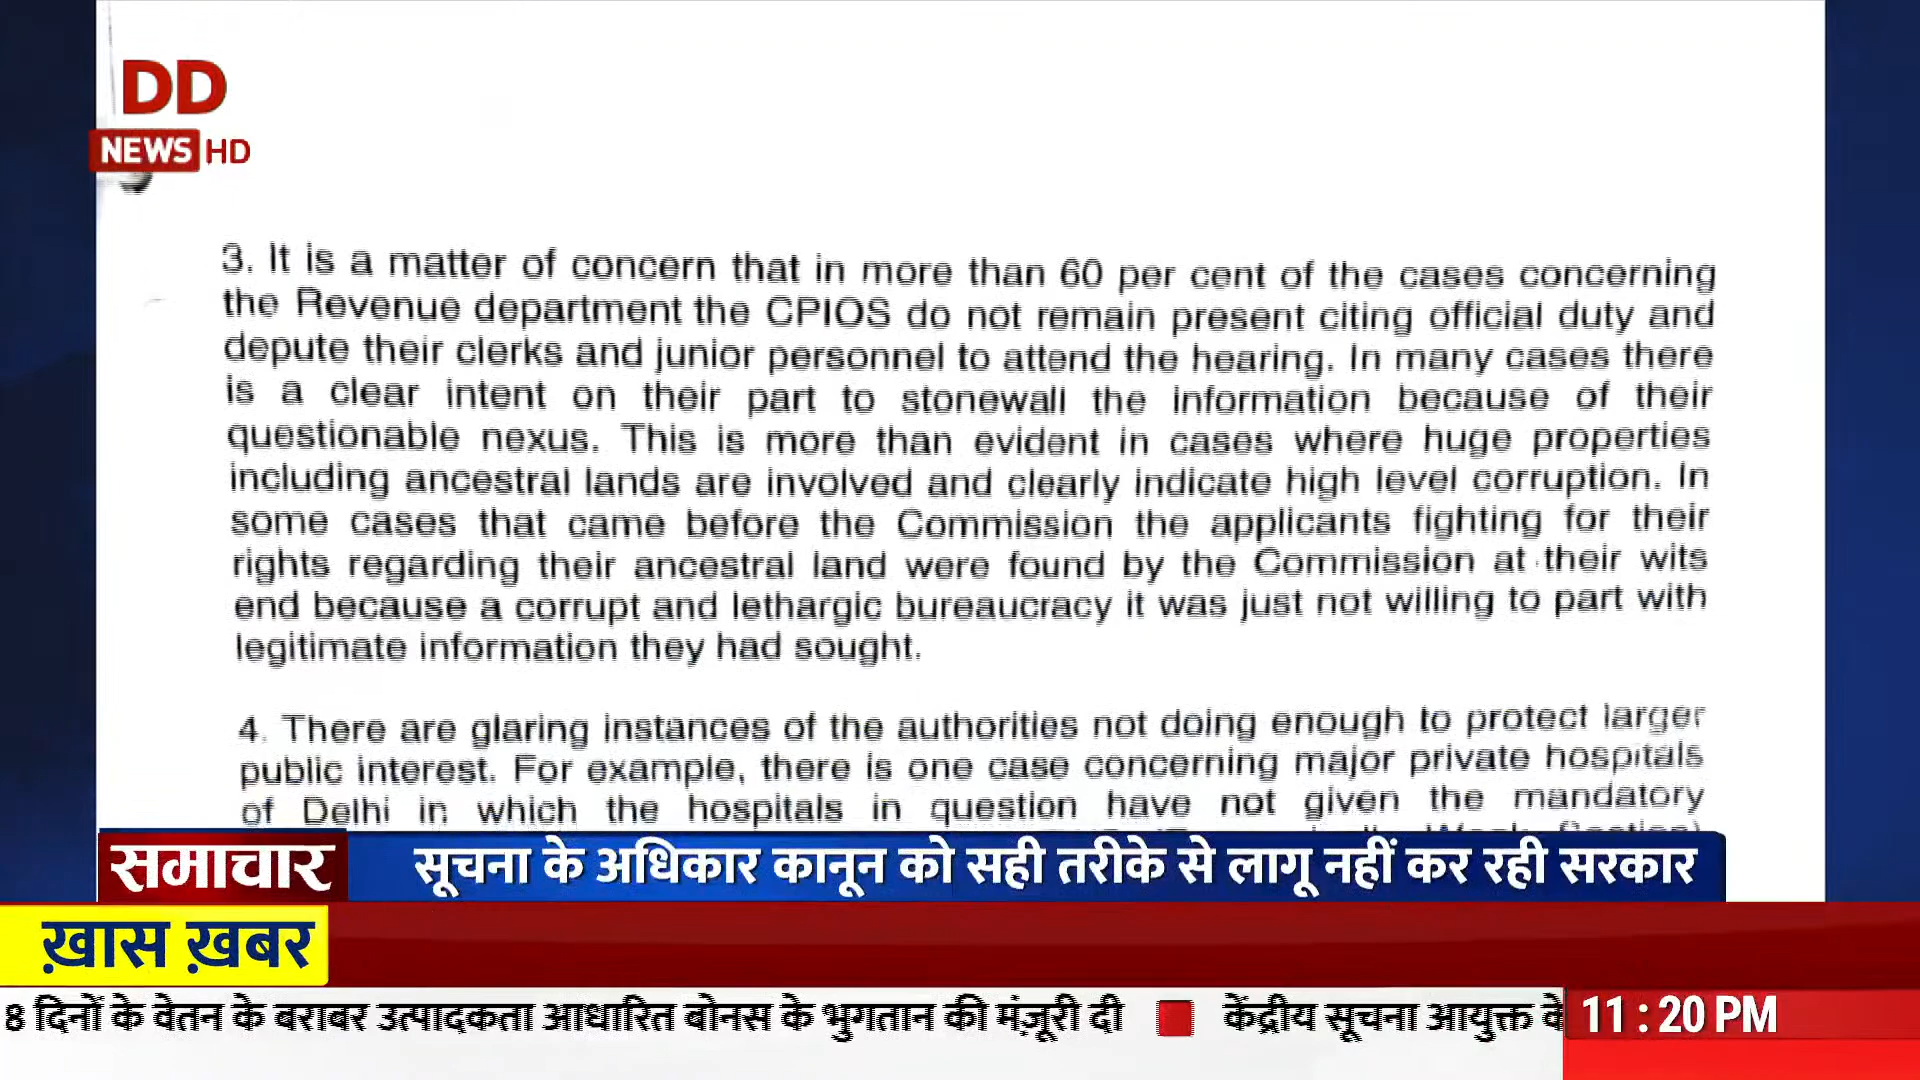 DD
NEWS HD
3. It is a matter of concern that in more than 60 per cent of the cases concerning
the Revenue department the CPIOS do not remain present citing official duty and
depute their clerks and junior personnel to attend the hearing. In many cases there
is a clear intent on their part to stonewall the information because of their
questionable nexus. This is more than evident in cases where huge properties
including ancestral lands are involved and clearly indicate high level corruption. In
some cases that came before the Commission the applicants fighting for their
rights regarding their ancestral land were found by the Commission at their wits
end because a corrupt and lethargic bureaucracy it was just not willing to part with
legitimate information they had sought.
4. There are glaring instances of the authorities not doing enough to protect larger
public interest. For example, there is one case concerning major private hospitals
of Delhi in which the hospitals in question have not given the mandatory
समाचार
सूचना के अधिकार कानून को सही तरीके से लागू नहीं कर रही सरकार
ख़ास ख़बर
8 दिनों के वेतन के बराबर उत्पादकता आधारित बोनस के भुगतान की मंज़ूरी दी
केंद्रीय सूचना आयुक्त के
11 : 20 PM